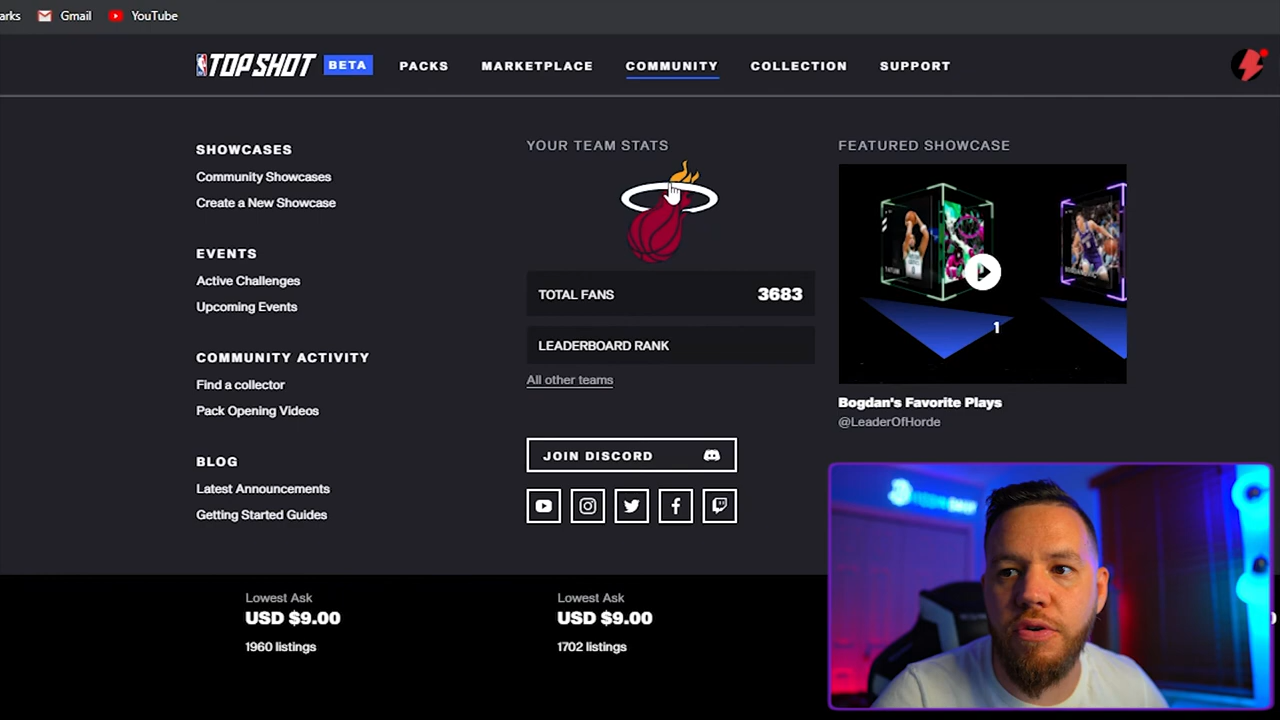 arks Gmail YouTube
TOP SHOT BETA PACKS MARKETPLACE COMMUNITY COLLECTION SUPPORT
SHOWCASES
Community Showcases
Create a New Showcase
EVENTS
Active Challenges
Upcoming Events
COMMUNITY ACTIVITY
Find a collector
Pack Opening Videos
BLOG
Latest Announcements
Getting Started Guides
YOUR TEAM STATS
TOTAL FANS 3683
LEADERBOARD RANK
All other teams
JOIN DISCORD
FEATURED SHOWCASE
1
Bogdan's Favorite Plays
@LeaderOfHorde
Lowest Ask
USD $9.00
1960 listings
Lowest Ask
USD $9.00
1702 listings